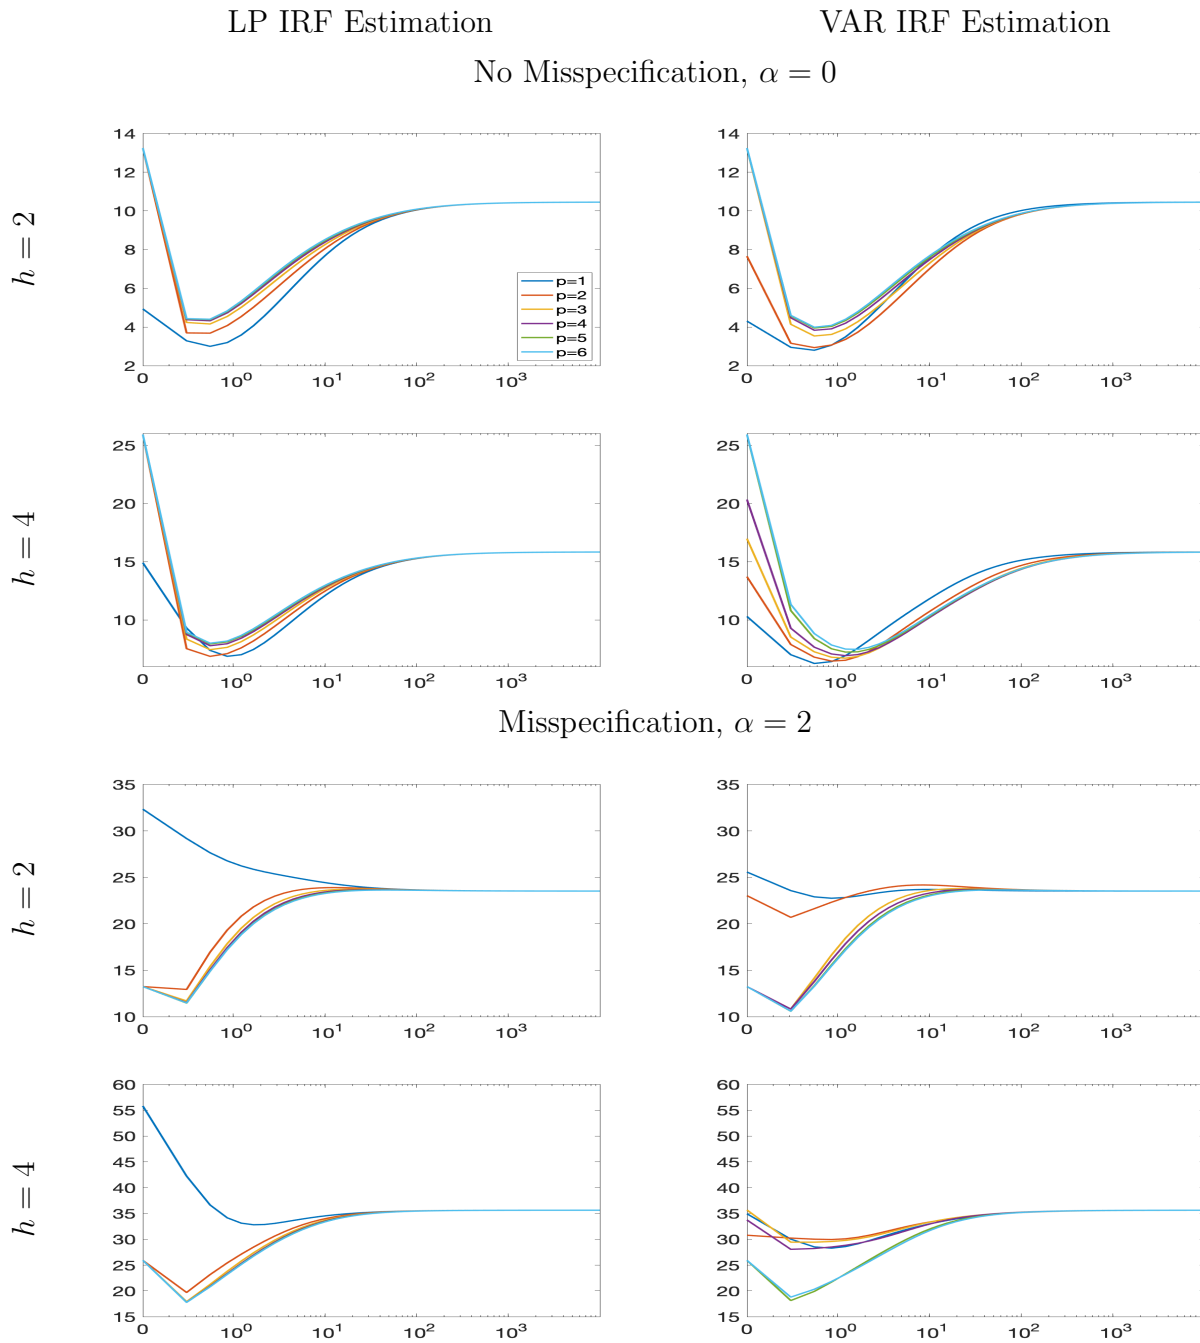 LP IRF Estimation VAR IRF Estimation
No Misspecification, α = 0
h = 2
14 12 10 8 6 4 2
0 10⁰ 10¹ 10² 10³
p=1
p=2
p=3
p=4
p=5
p=6
14 12 10 8 6 4 2
0 10⁰ 10¹ 10² 10³
h = 4
25 20 15 10
0 10⁰ 10¹ 10² 10³
25 20 15 10
0 10⁰ 10¹ 10² 10³
Misspecification, α = 2
h = 2
35 30 25 20 15 10
0 10⁰ 10¹ 10² 10³
35 30 25 20 15 10
0 10⁰ 10¹ 10² 10³
h = 4
60 55 50 45 40 35 30 25 20 15
0 10⁰ 10¹ 10² 10³
60 55 50 45 40 35 30 25 20 15
0 10⁰ 10¹ 10² 10³